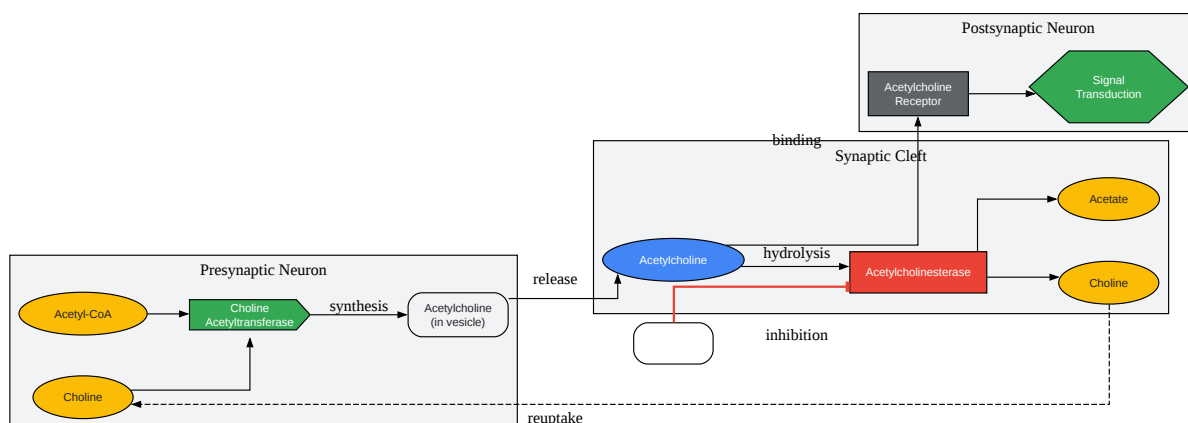 Postsynaptic Neuron
Acetylcholine
Receptor
Signal
Transduction
binding
Synaptic Cleft
Acetate
Acetylcholine
hydrolysis
Acetylcholinesterase
Choline
release
inhibition
Presynaptic Neuron
Acetyl-CoA
Choline
Acetyltransferase
synthesis
Acetylcholine
(in vesicle)
Choline
reuptake